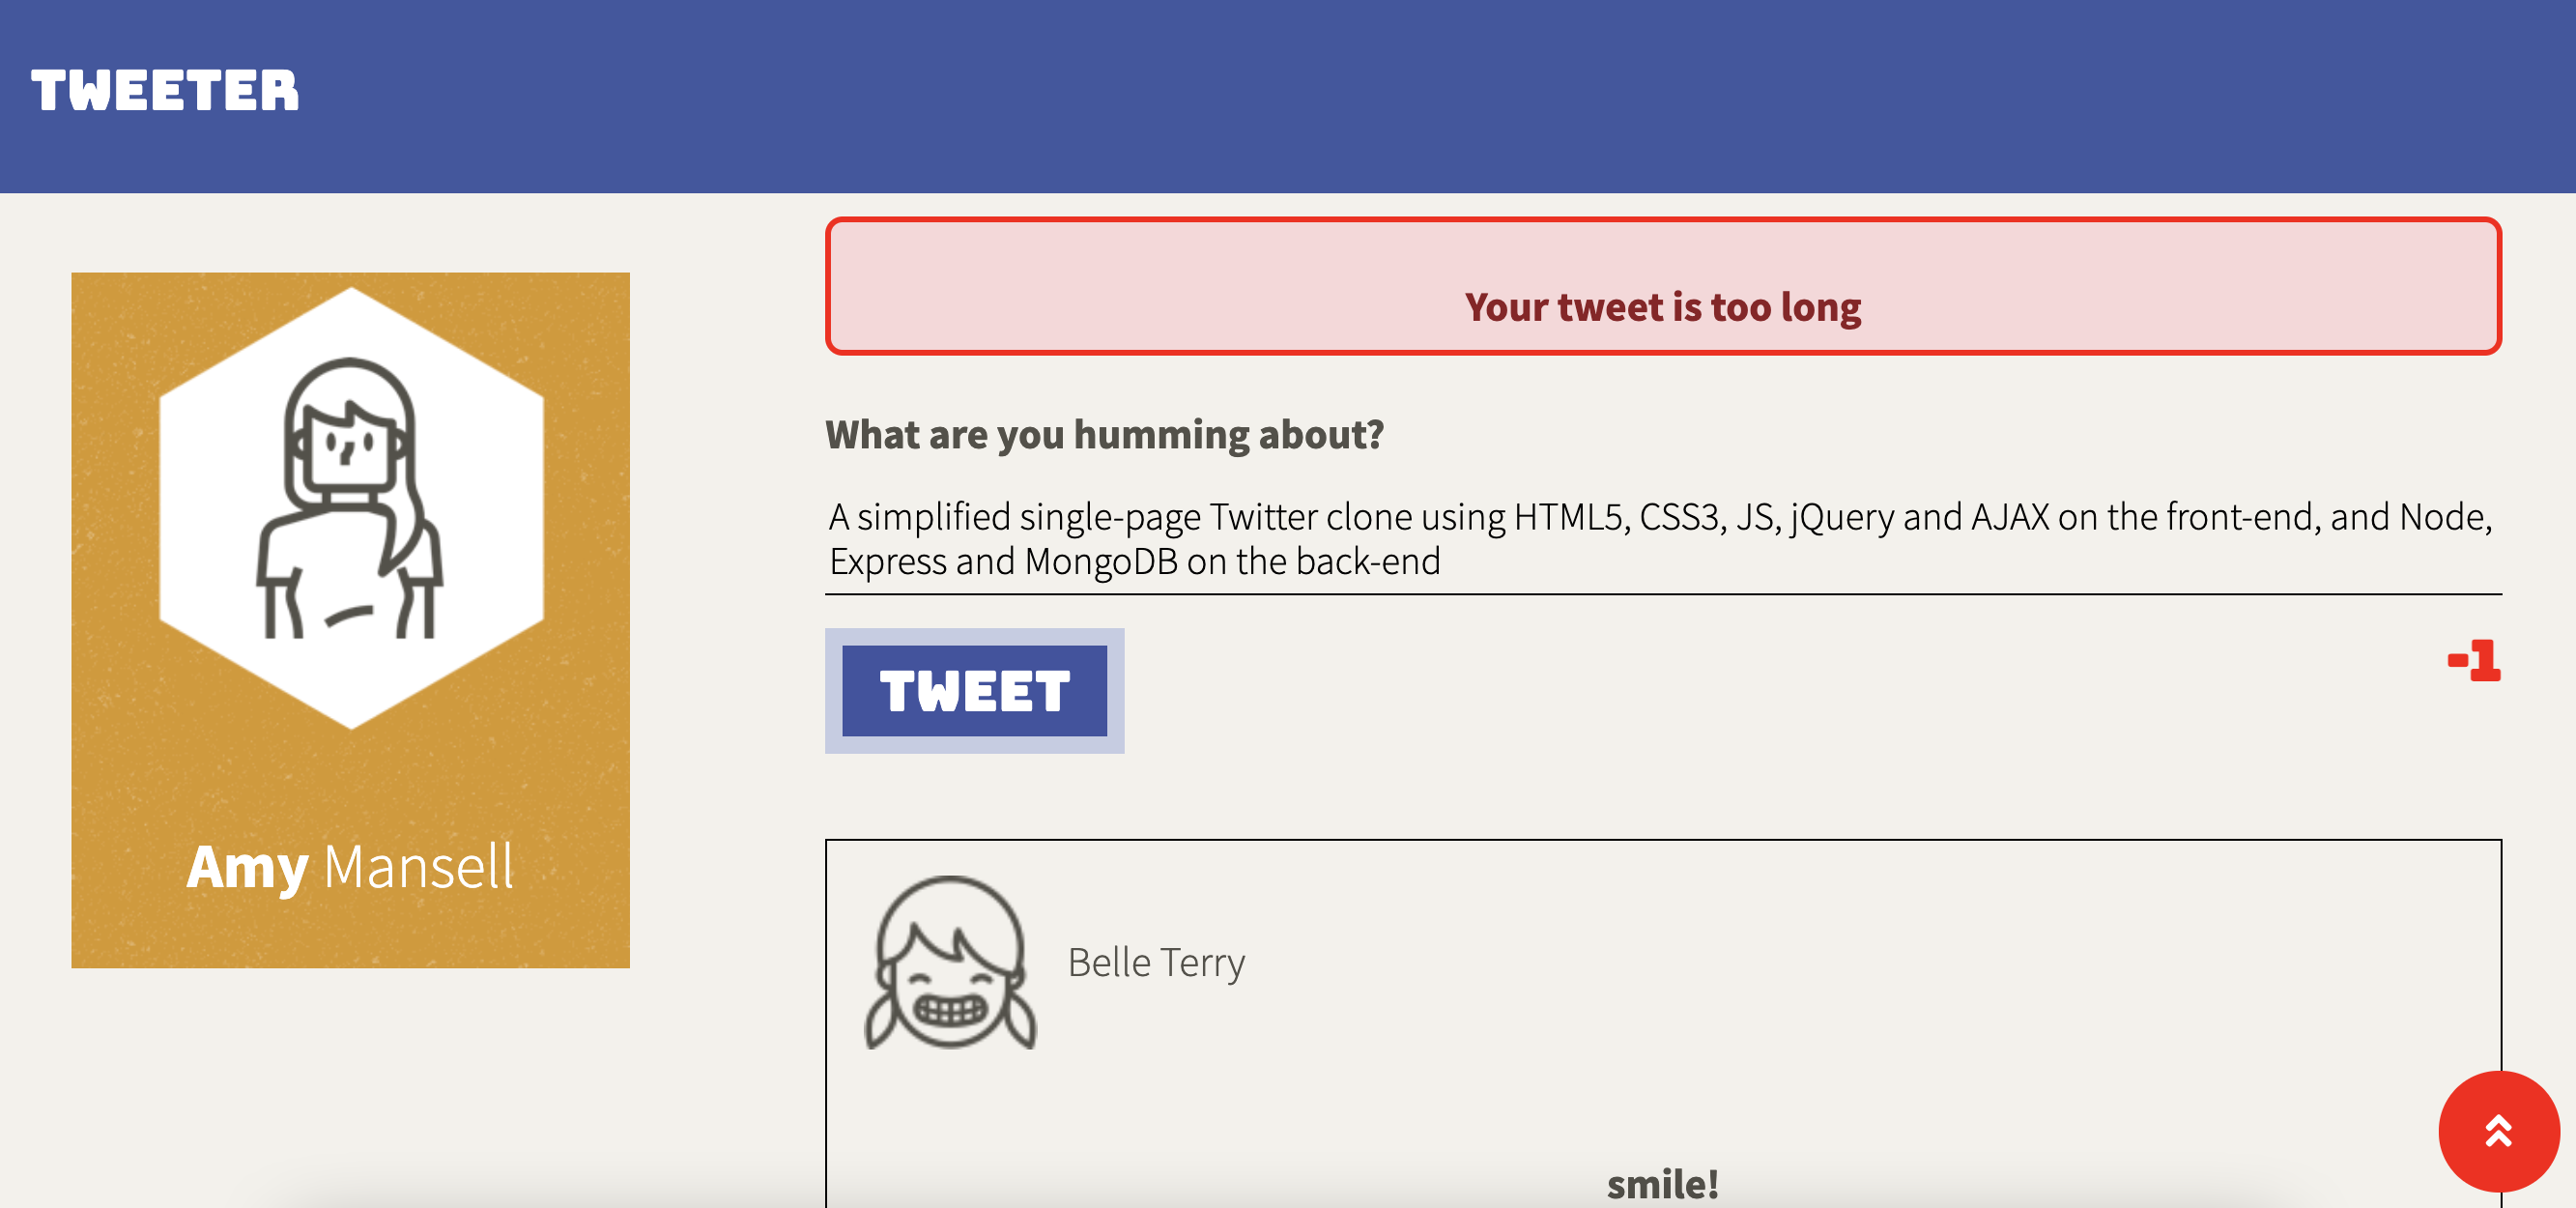 TWEETER
Your tweet is too long
What are you humming about?
A simplified single-page Twitter clone using HTML5, CSS3, JS, jQuery and AJAX on the front-end, and Node,
Express and MongoDB on the back-end
TWEET
-1
Amy Mansell
Belle Terry
smile!